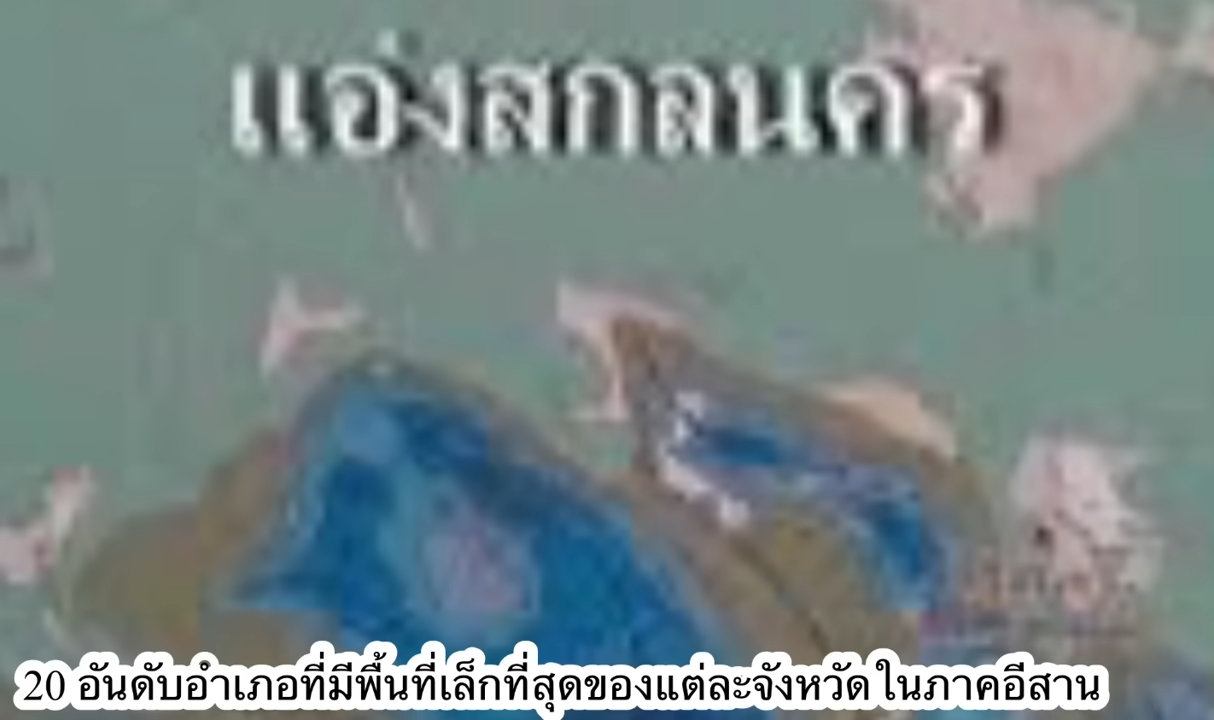 แอ่งสกลนคร
20 อันดับอำเภอที่มีพื้นที่เล็กที่สุดของแต่ละจังหวัด ในภาคอีสาน